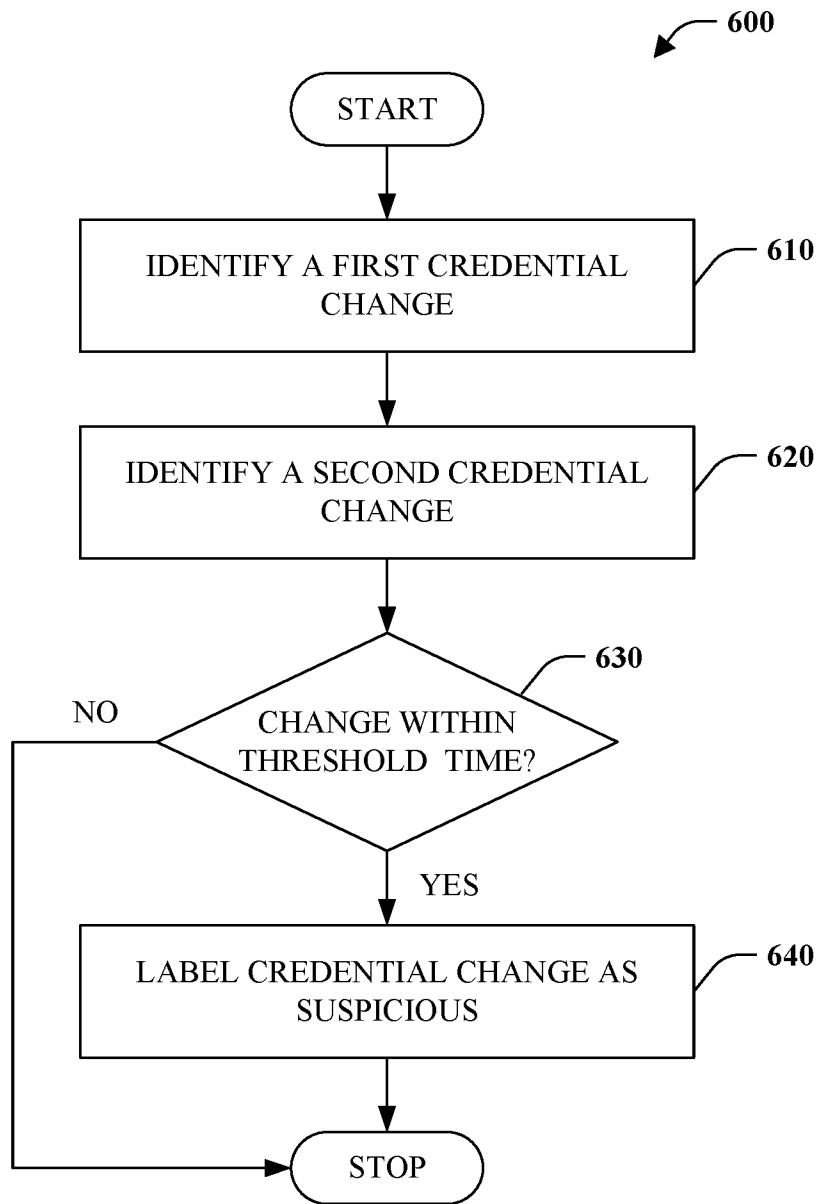 600
START
IDENTIFY A FIRST CREDENTIAL
CHANGE
610
IDENTIFY A SECOND CREDENTIAL
CHANGE
620
630
NO
CHANGE WITHIN
THRESHOLD TIME?
YES
LABEL CREDENTIAL CHANGE AS
SUSPICIOUS
640
STOP